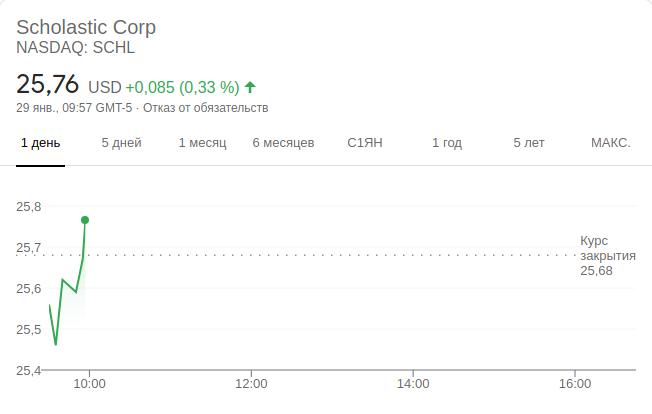 Scholastic Corp
NASDAQ: SCHL
25,76 USD +0,085 (0,33 %)
29 янв., 09:57 GMT-5 · Отказ от обязательств
1 день 5 дней 1 месяц 6 месяцев С1ЯН 1 год 5 лет МАКС.
25,8
25,7
25,6
25,5
25,4
Курс
закрытия
25,68
10:00 12:00 14:00 16:00